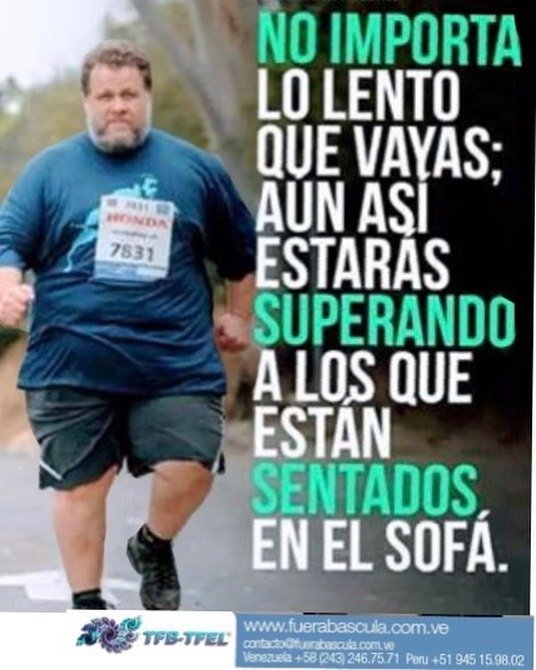 NO IMPORTA
LO LENTO
QUE VAYAS;
AÚN ASÍ
ESTARÁS
SUPERANDO
A LOS QUE
ESTÁN
SENTADOS
EN EL SOFÁ.
HONDA
7831
TFB-TFEL
www.fuerabascula.com.ve
contacto@fuerabascula.com.ve
Venezuela +58 (243) 246.75.71 Peru +51 945 15.98.02